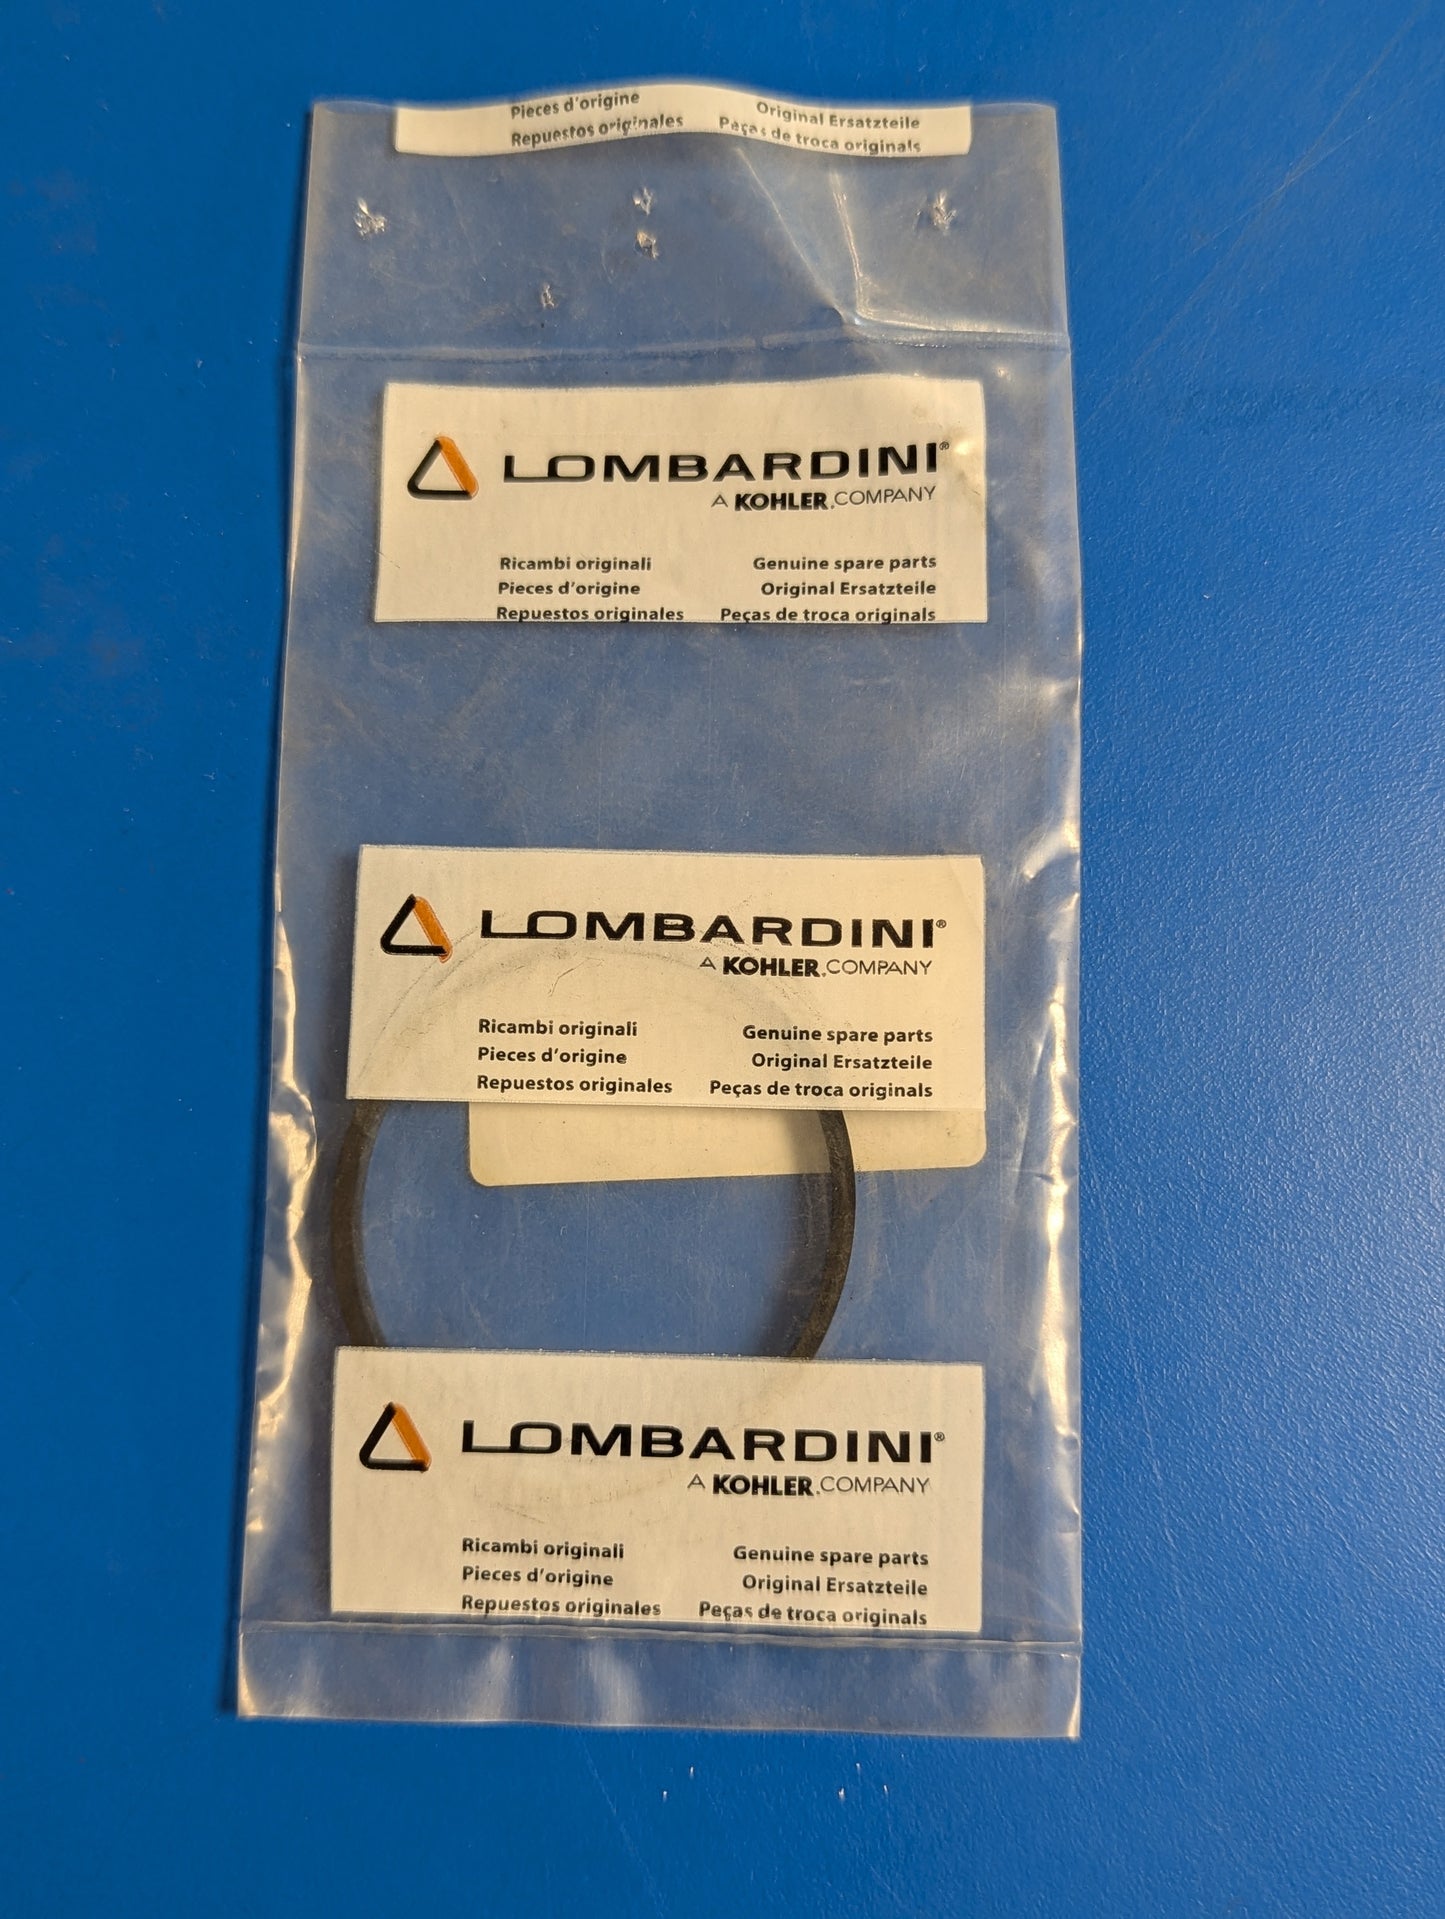 Pieces d'origine Original Ersatzteile
Repuestos originales Peças de troca originals
LOMBARDINI®
A KOHLER.COMPANY
Ricambi originali Genuine spare parts
Pieces d'origine Original Ersatzteile
Repuestos originales Peças de troca originals
LOMBARDINI®
A KOHLER.COMPANY
Ricambi originali Genuine spare parts
Pieces d'origine Original Ersatzteile
Repuestos originales Peças de troca originals
LOMBARDINI®
A KOHLER.COMPANY
Ricambi originali Genuine spare parts
Pieces d'origine Original Ersatzteile
Repuestos originales Peças de troca originals